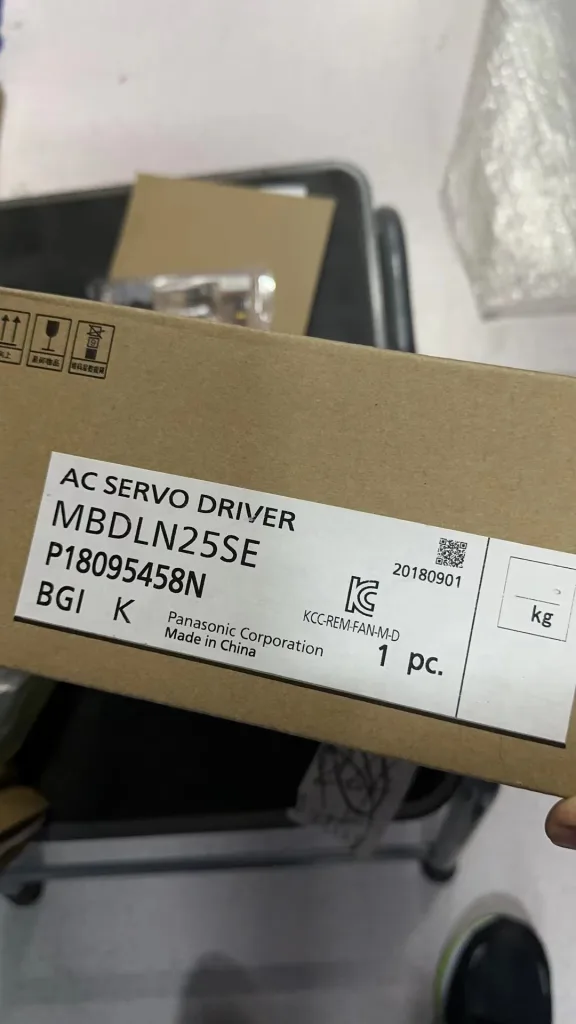 AC SERVO DRIVER
MBDLN25SE
P18095458N
20180901
BGI K
KCC-REM-FAN-M-D
Panasonic Corporation
Made in China
1 pc.
kg